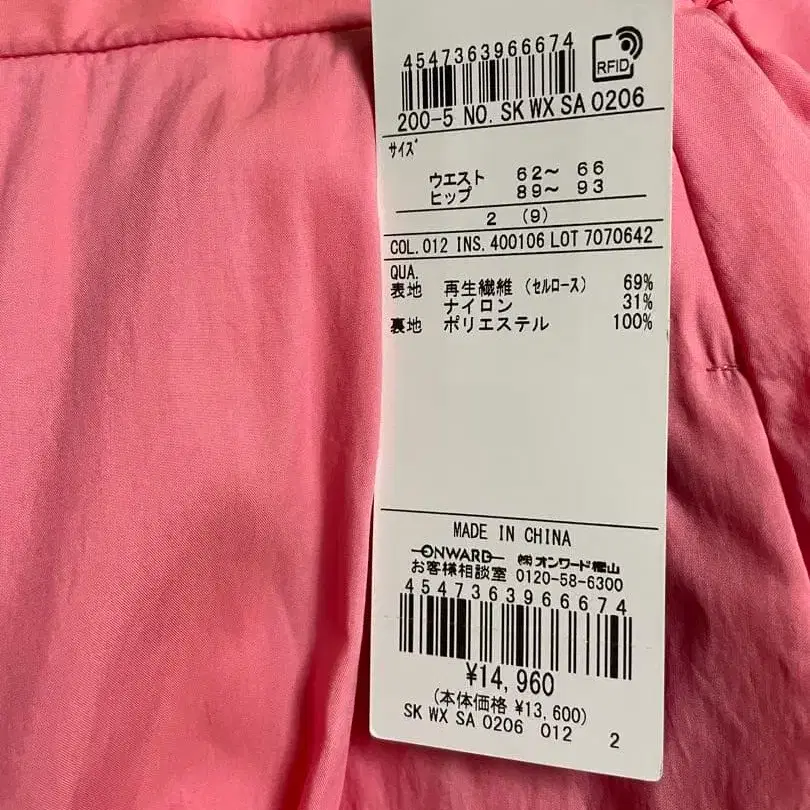 4547363966674
RFID
200-5 NO. SK WX SA 0206
サイズ
ウエスト 62〜 66
ヒップ 89〜 93
2 (9)
COL. 012 INS. 400106 LOT 7070642
QUA.
表地 再生繊維 (セルロース) 69%
ナイロン 31%
裏地 ポリエステル 100%
MADE IN CHINA
ONWARD ㈱オンワード樫山
お客様相談室 0120-58-6300
4547363966674
¥14,960
(本体価格 ¥13,600)
SK WX SA 0206 012 2